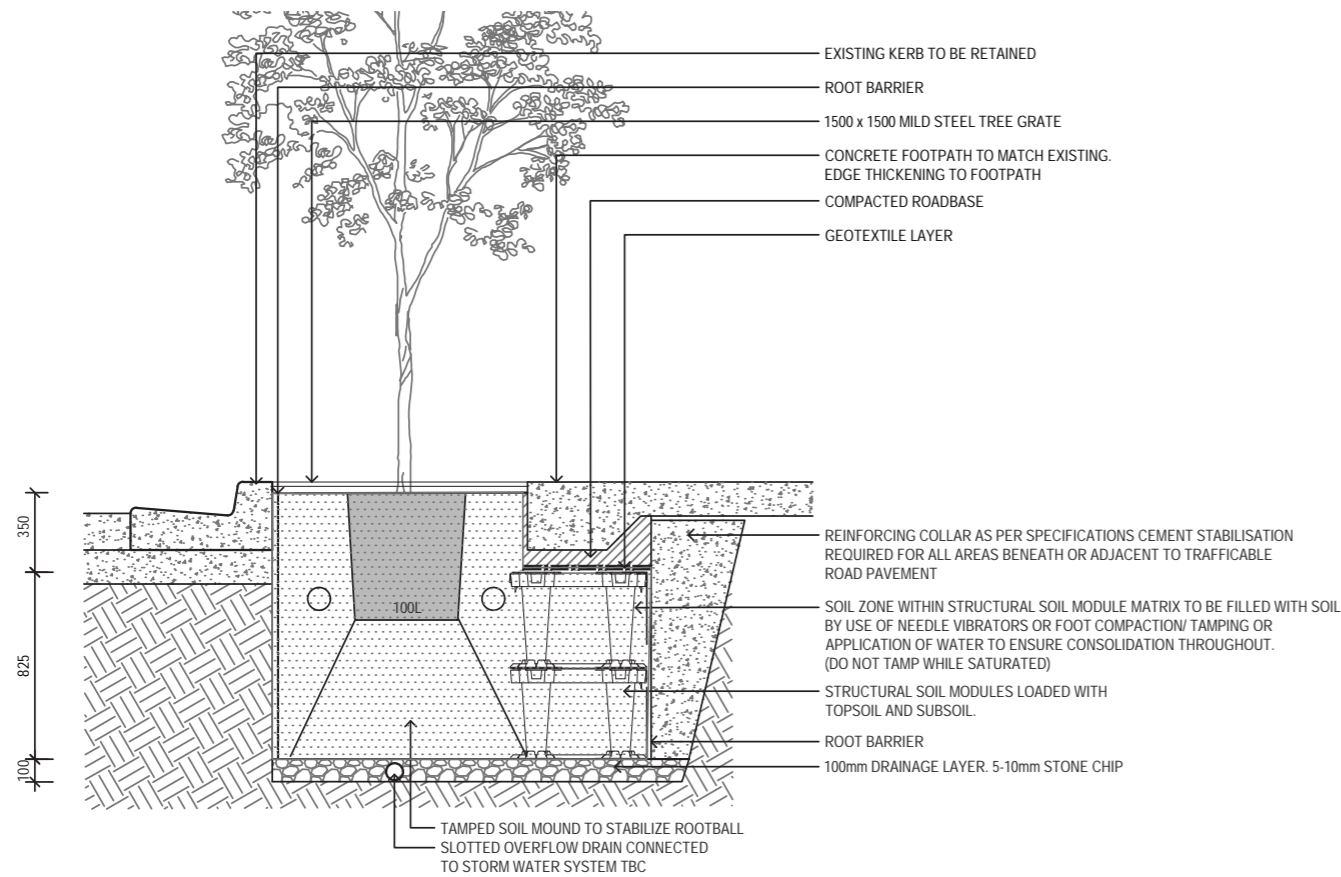 EXISTING KERB TO BE RETAINED
ROOT BARRIER
1500 x 1500 MILD STEEL TREE GRATE
CONCRETE FOOTPATH TO MATCH EXISTING.
EDGE THICKENING TO FOOTPATH
COMPACTED ROADBASE
GEOTEXTILE LAYER
350
825
100
100L
REINFORCING COLLAR AS PER SPECIFICATIONS CEMENT STABILISATION
REQUIRED FOR ALL AREAS BENEATH OR ADJACENT TO TRAFFICABLE
ROAD PAVEMENT
SOIL ZONE WITHIN STRUCTURAL SOIL MODULE MATRIX TO BE FILLED WITH SOIL
BY USE OF NEEDLE VIBRATORS OR FOOT COMPACTION/ TAMPING OR
APPLICATION OF WATER TO ENSURE CONSOLIDATION THROUGHOUT.
(DO NOT TAMP WHILE SATURATED)
STRUCTURAL SOIL MODULES LOADED WITH
TOPSOIL AND SUBSOIL.
ROOT BARRIER
100mm DRAINAGE LAYER. 5-10mm STONE CHIP
TAMPED SOIL MOUND TO STABILIZE ROOTBALL
SLOTTED OVERFLOW DRAIN CONNECTED
TO STORM WATER SYSTEM TBC